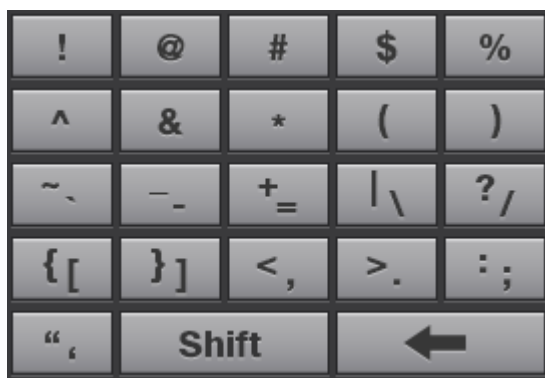 ! @ # $ %
^ & * ( )
~ ` _ - + = | \ ? /
{ [ } ] < , > . : ;
“ ‘ Shift